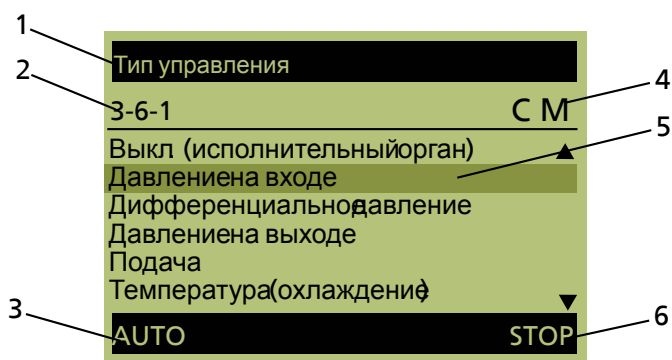 1
Тип управления
2
3-6-1
C M
4
Выкл. (исполнительныйорган)
5
Давлениена входе
Дифференциальноедавление
Давлениена выходе
Подача
Температура(охлаждение)
3
AUTO
STOP
6